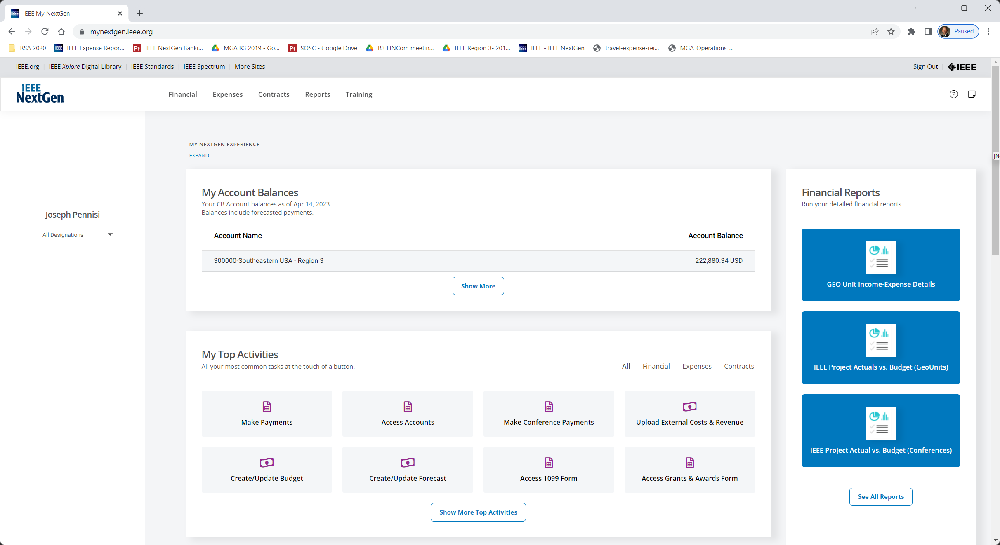 IEEE IEEE My NextGen
mynextgen.ieee.org
Paused
RSA 2020 IEEE IEEE Expense Repor... Pf IEEE NextGen Banki... MGA R3 2019 - Go... Pf SOSC - Google Drive R3 FINCom meetin... IEEE Region 3- 201... IEEE IEEE - IEEE NextGen travel-expense-rei... MGA_Operations_...
IEEE.org | IEEE Xplore Digital Library | IEEE Standards | IEEE Spectrum | More Sites
Sign Out | IEEE
IEEE
NextGen
Financial Expenses Contracts Reports Training
?
Joseph Pennisi
All Designations
MY NEXTGEN EXPERIENCE
EXPAND
My Account Balances
Your CB Account balances as of Apr 14, 2023.
Balances include forecasted payments.
Account Name Account Balance
300000-Southeastern USA - Region 3 222,880.34 USD
Show More
My Top Activities
All your most common tasks at the touch of a button.
All Financial Expenses Contracts
Make Payments Access Accounts Make Conference Payments Upload External Costs & Revenue
Create/Update Budget Create/Update Forecast Access 1099 Form Access Grants & Awards Form
Show More Top Activities
Financial Reports
Run your detailed financial reports.
GEO Unit Income-Expense Details
IEEE Project Actuals vs. Budget (GeoUnits)
IEEE Project Actual vs. Budget (Conferences)
See All Reports